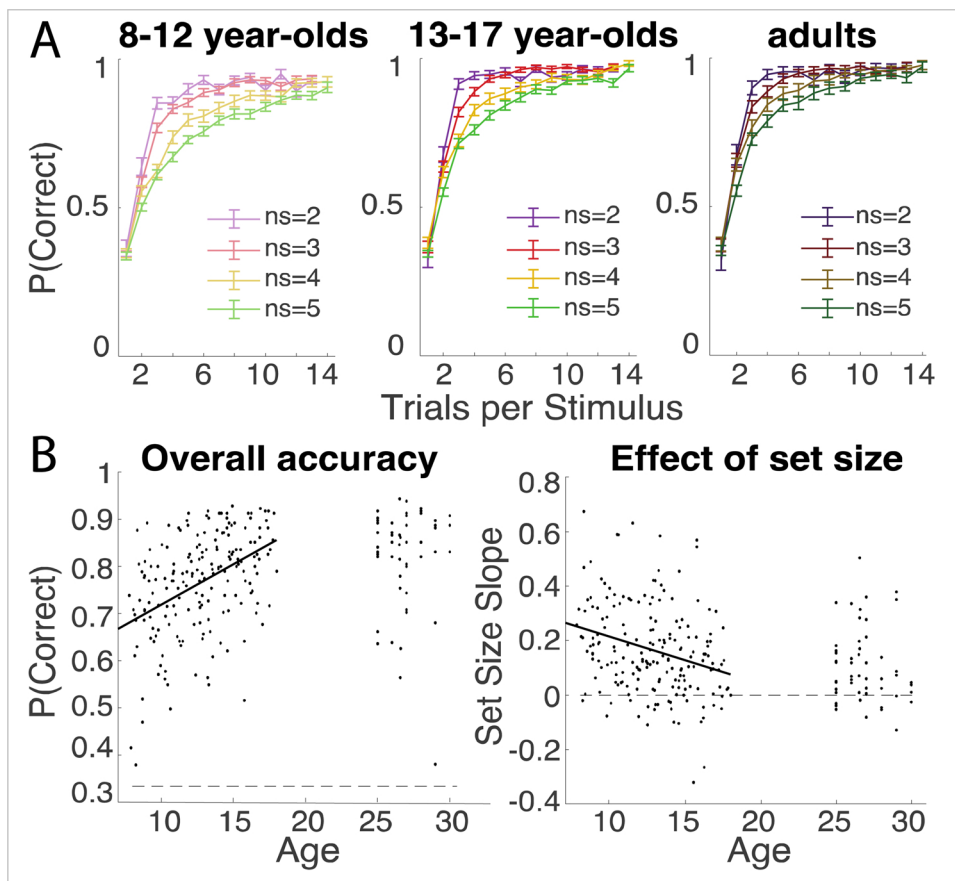 A
8-12 year-olds 13-17 year-olds adults
P(Correct)
1
0.5
0
ns=2
ns=3
ns=4
ns=5
2 6 10 14
1
0.5
0
ns=2
ns=3
ns=4
ns=5
2 6 10 14
1
0.5
0
ns=2
ns=3
ns=4
ns=5
2 6 10 14
Trials per Stimulus
B
Overall accuracy
P(Correct)
1
0.9
0.8
0.7
0.6
0.5
0.4
0.3
10 15 20 25 30
Age
Effect of set size
Set Size Slope
0.8
0.6
0.4
0.2
0
-0.2
-0.4
10 15 20 25 30
Age